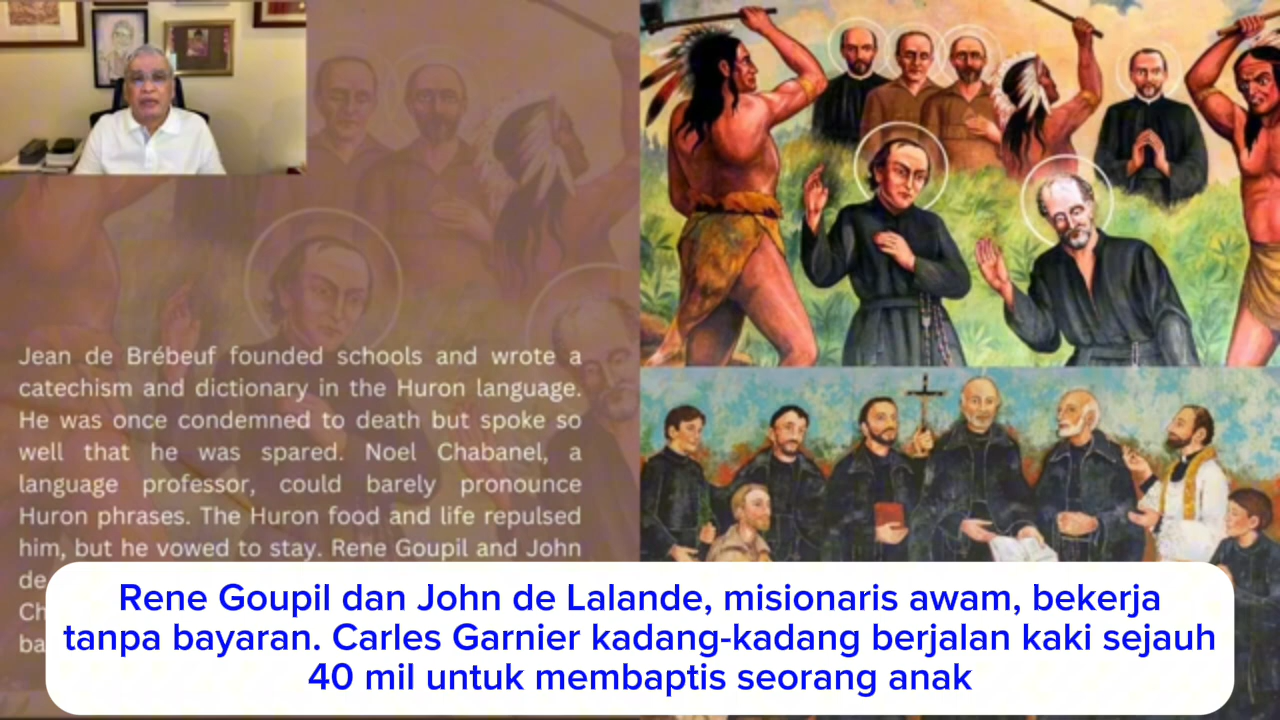 Jean de Brébeuf founded schools and wrote a
catechism and dictionary in the Huron language.
He was once condemned to death but spoke so
well that he was spared. Noel Chabanel, a
language professor, could barely pronounce
Huron phrases. The Huron food and life repulsed
him, but he vowed to stay. Rene Goupil and John
de
Ch
ba
Rene Goupil dan John de Lalande, misionaris awam, bekerja
tanpa bayaran. Carles Garnier kadang-kadang berjalan kaki sejauh
40 mil untuk membaptis seorang anak